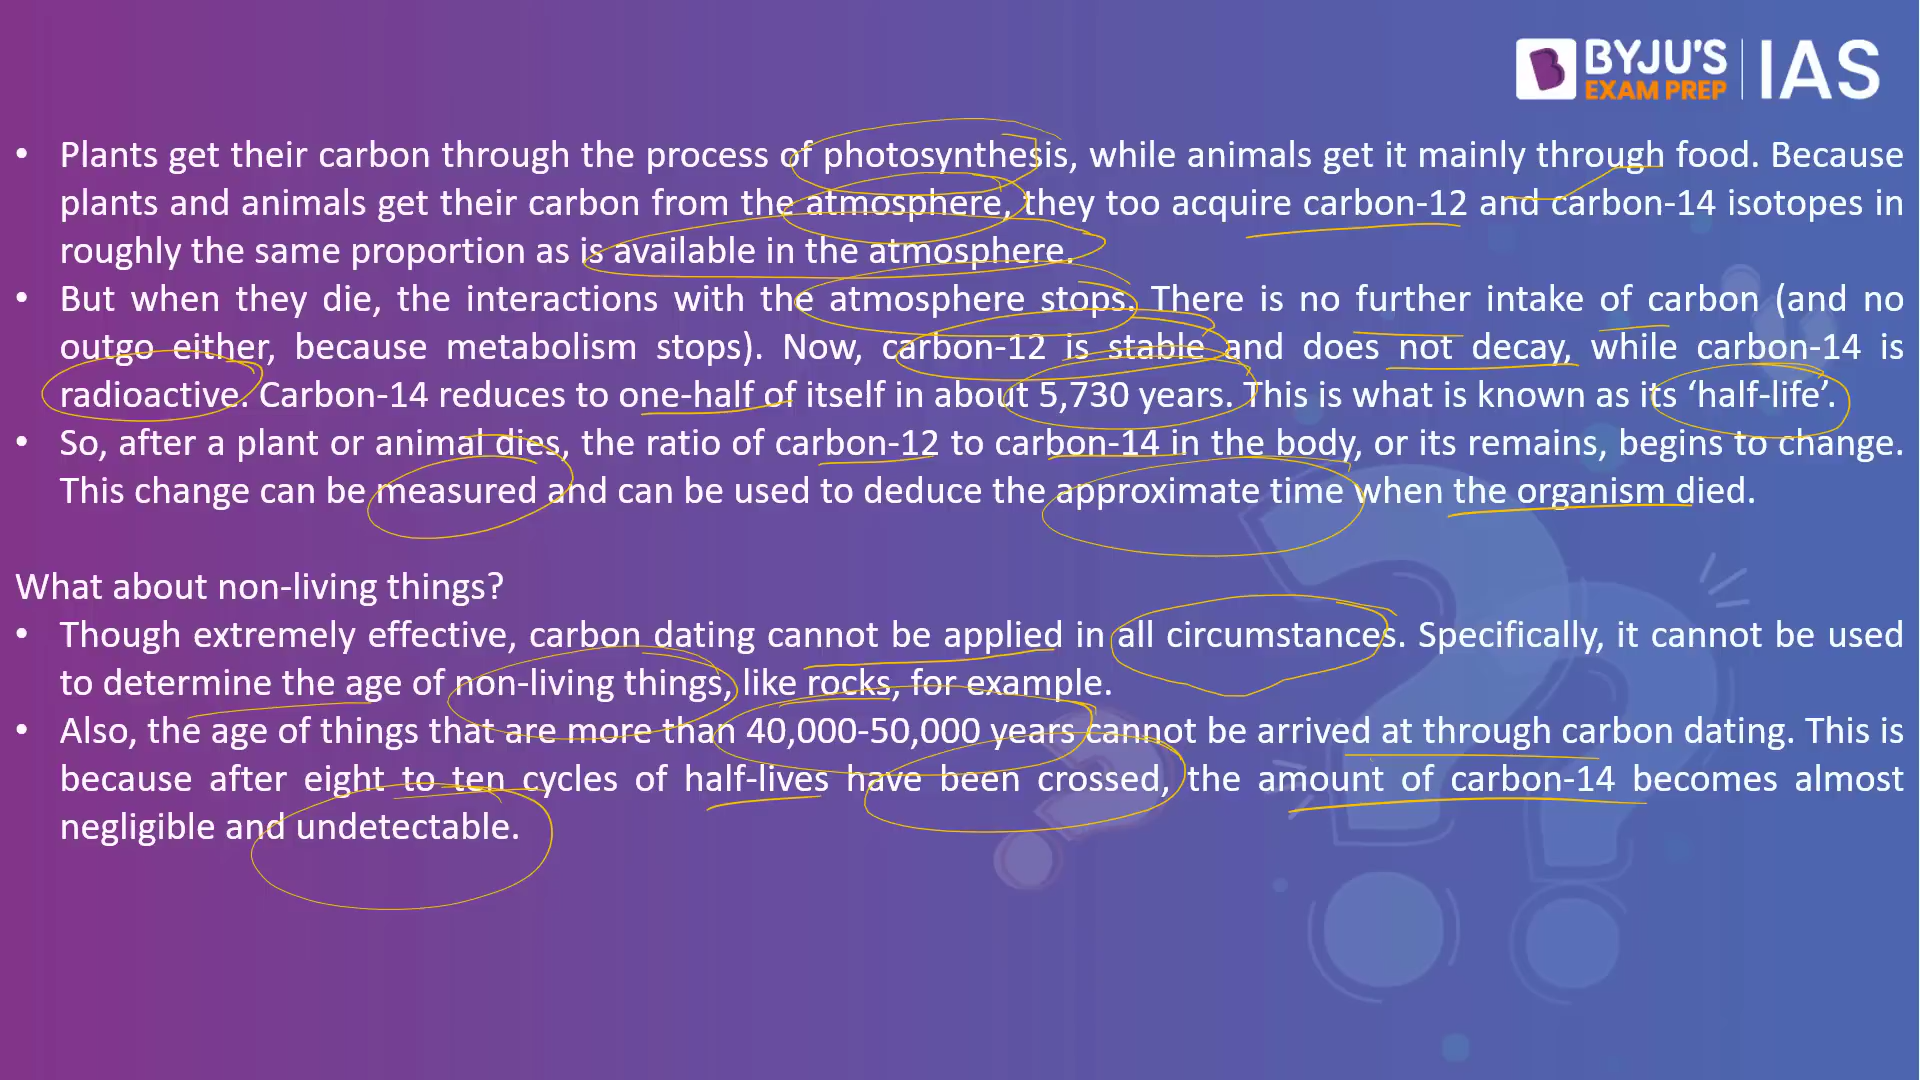 BYJU'S
EXAM PREP
IAS
• Plants get their carbon through the process of photosynthesis, while animals get it mainly through food. Because
plants and animals get their carbon from the atmosphere, they too acquire carbon-12 and carbon-14 isotopes in
roughly the same proportion as is available in the atmosphere.
• But when they die, the interactions with the atmosphere stops. There is no further intake of carbon (and no
outgo either, because metabolism stops). Now, carbon-12 is stable and does not decay, while carbon-14 is
radioactive. Carbon-14 reduces to one-half of itself in about 5,730 years. This is what is known as its ‘half-life’.
• So, after a plant or animal dies, the ratio of carbon-12 to carbon-14 in the body, or its remains, begins to change.
This change can be measured and can be used to deduce the approximate time when the organism died.
What about non-living things?
• Though extremely effective, carbon dating cannot be applied in all circumstances. Specifically, it cannot be used
to determine the age of non-living things, like rocks, for example.
• Also, the age of things that are more than 40,000-50,000 years cannot be arrived at through carbon dating. This is
because after eight to ten cycles of half-lives have been crossed, the amount of carbon-14 becomes almost
negligible and undetectable.